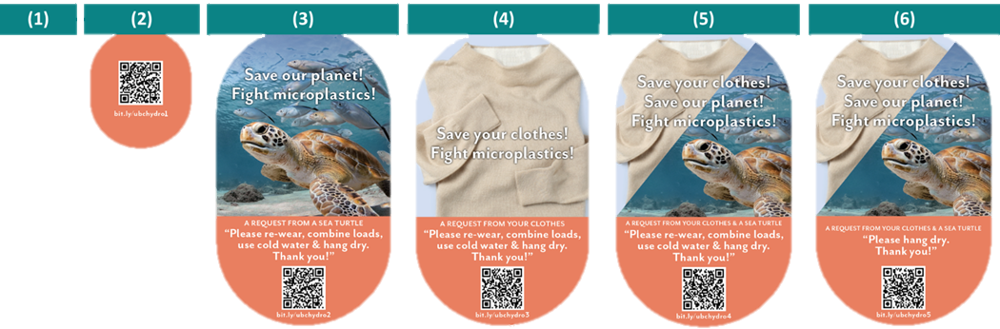 (1)
(2)
(3)
(4)
(5)
(6)
bit.ly/ubchydro1
Save our planet!
Fight microplastics!
A REQUEST FROM A SEA TURTLE
“Please re-wear, combine loads,
use cold water & hang dry.
Thank you!”
bit.ly/ubchydro2
Save your clothes!
Fight microplastics!
A REQUEST FROM YOUR CLOTHES
“Please re-wear, combine loads,
use cold water & hang dry.
Thank you!”
bit.ly/ubchydro3
Save your clothes!
Save our planet!
Fight microplastics!
A REQUEST FROM YOUR CLOTHES & A SEA TURTLE
“Please re-wear, combine loads,
use cold water & hang dry.
Thank you!”
bit.ly/ubchydro4
Save your clothes!
Save our planet!
Fight microplastics!
A REQUEST FROM YOUR CLOTHES & A SEA TURTLE
“Please hang dry.
Thank you!”
bit.ly/ubchydro5